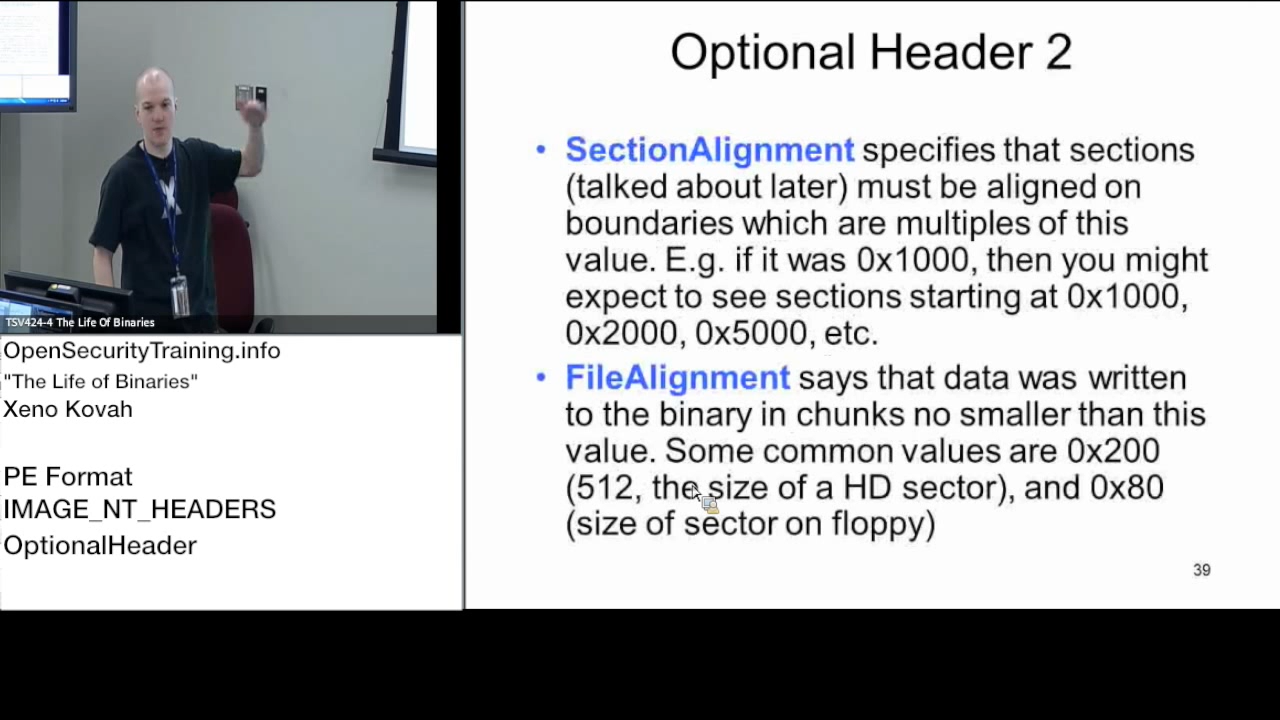 TSV424-4 The Life Of Binaries
OpenSecurityTraining.info
"The Life of Binaries"
Xeno Kovah
PE Format
IMAGE_NT_HEADERS
OptionalHeader
Optional Header 2
• SectionAlignment specifies that sections
(talked about later) must be aligned on
boundaries which are multiples of this
value. E.g. if it was 0x1000, then you might
expect to see sections starting at 0x1000,
0x2000, 0x5000, etc.
• FileAlignment says that data was written
to the binary in chunks no smaller than this
value. Some common values are 0x200
(512, the size of a HD sector), and 0x80
(size of sector on floppy)
39